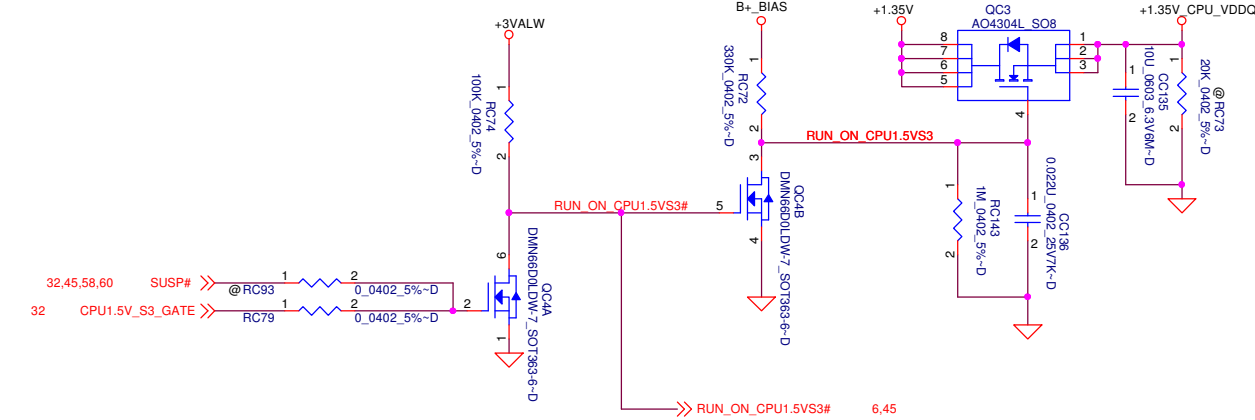 +3VALW
B+_BIAS
+1.35V
QC3
AO4304L_SO8
+1.35V_CPU_VDDQ
8
7
6
5
1
2
3
4
1
2
RC74
100K_0402_5%~D
1
2
RC72
330K_0402_5%~D
1
2
CC135
10U_0603_6.3V6M~D
1
2
@RC73
20K_0402_5%~D
RUN_ON_CPU1.5VS3
3
5
4
QC4B
DMN66D0LDW-7_SOT363-6~D
1
2
RC143
1M_0402_5%~D
1
2
CC136
0.022U_0402_25V7K~D
RUN_ON_CPU1.5VS3#
6
2
1
QC4A
DMN66D0LDW-7_SOT363-6~D
32,45,58,60 SUSP#
1 2
@RC93 0_0402_5%~D
32 CPU1.5V_S3_GATE
1 2
RC79 0_0402_5%~D
RUN_ON_CPU1.5VS3# 6,45